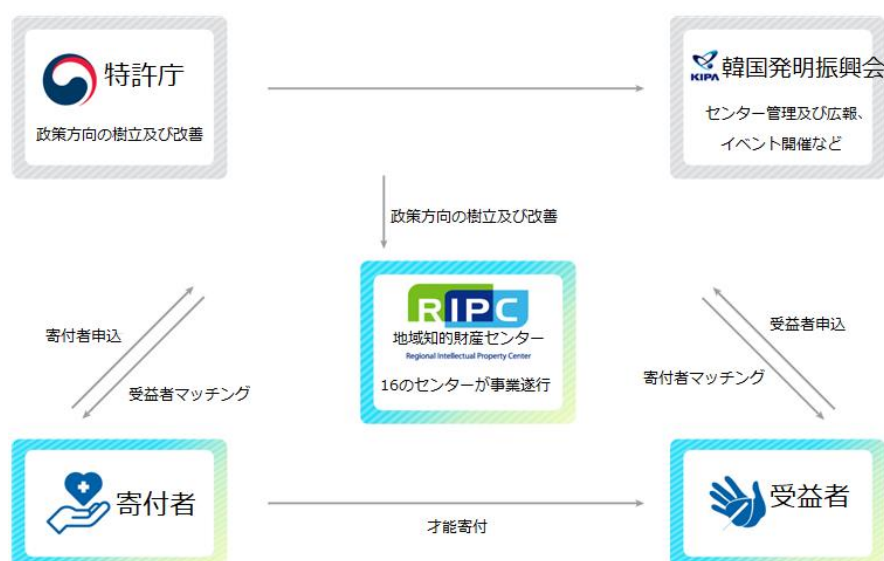 特許庁
政策方向の樹立及び改善
KIPA 韓国発明振興会
センター管理及び広報、
イベント開催など
政策方向の樹立及び改善
RIPC
地域知的財産センター
Regional Intellectual Property Center
16のセンターが事業遂行
寄付者申込
受益者マッチング
受益者申込
寄付者マッチング
寄付者
才能寄付
受益者